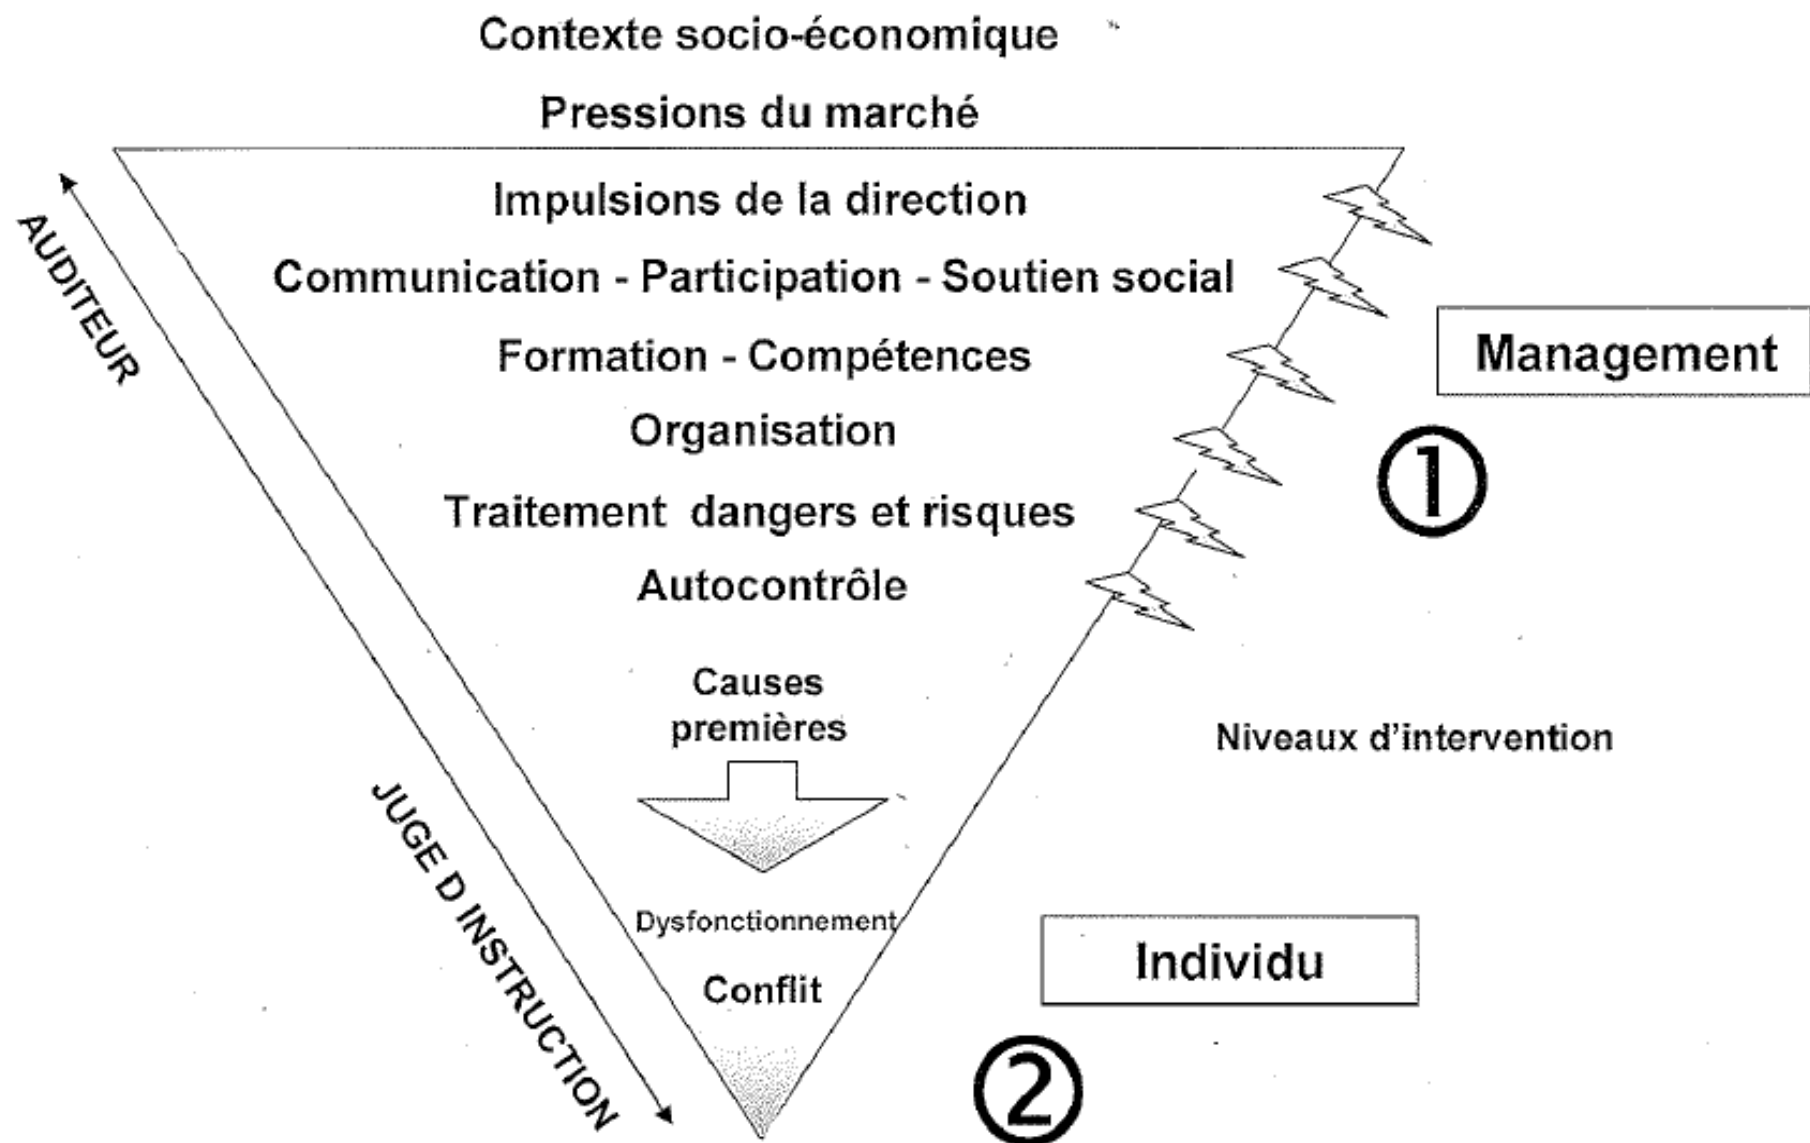 Contexte socio-économique
Pressions du marché
Impulsions de la direction
Communication - Participation - Soutien social
Formation - Compétences
Organisation
Traitement dangers et risques
Autocontrôle
Causes
premières
Dysfonctionnement
Conflit
AUDITEUR
JUGE D INSTRUCTION
Management
1
Niveaux d'intervention
Individu
2